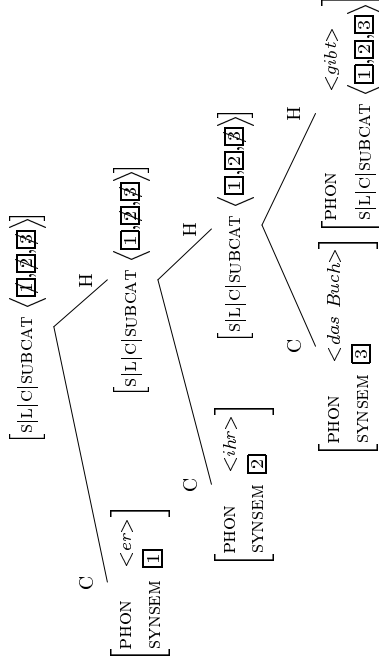 S|L|C|SUBCAT ⟨1,2,3⟩
C
H
PHON <er>
SYNSEM 1
S|L|C|SUBCAT ⟨1,2,3⟩
C
H
PHON <ihr>
SYNSEM 2
S|L|C|SUBCAT ⟨1,2,3⟩
C
H
PHON <das Buch>
SYNSEM 3
PHON <gibt>
S|L|C|SUBCAT ⟨1,2,3⟩